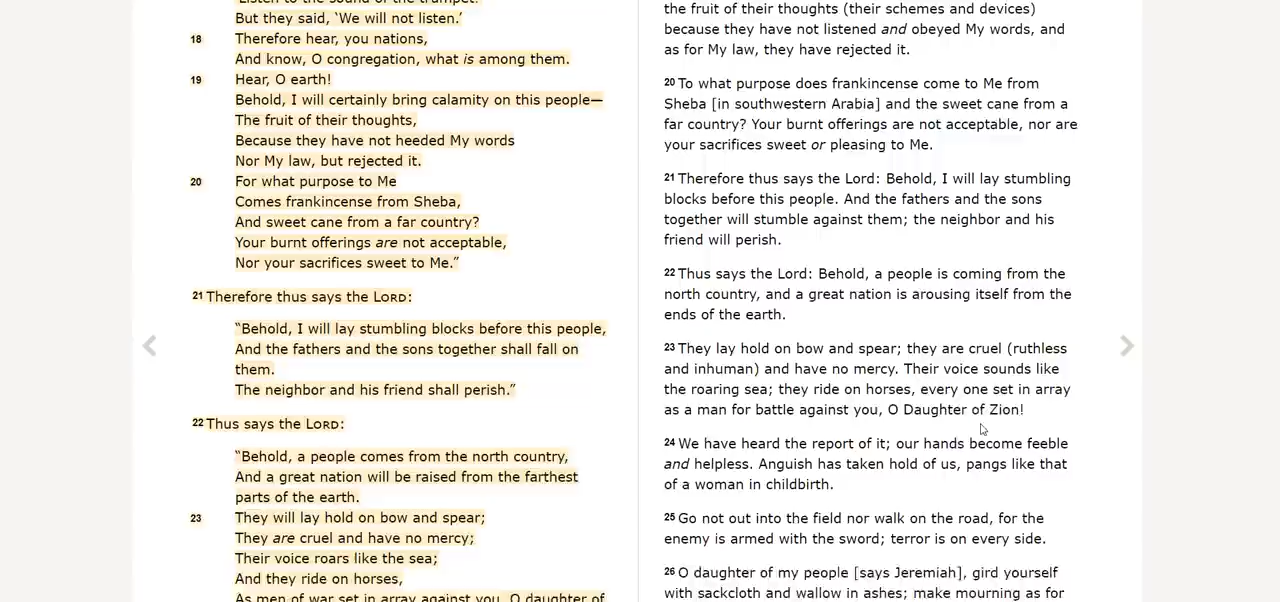 'Listen to the sound of the trumpet!'
But they said, ‘We will not listen.’
18 Therefore hear, you nations,
And know, O congregation, what is among them.
19 Hear, O earth!
Behold, I will certainly bring calamity on this people—
The fruit of their thoughts,
Because they have not heeded My words
Nor My law, but rejected it.
20 For what purpose to Me
Comes frankincense from Sheba,
And sweet cane from a far country?
Your burnt offerings are not acceptable,
Nor your sacrifices sweet to Me.”
21 Therefore thus says the LORD:
“Behold, I will lay stumbling blocks before this people,
And the fathers and the sons together shall fall on
them.
The neighbor and his friend shall perish.”
22 Thus says the LORD:
“Behold, a people comes from the north country,
And a great nation will be raised from the farthest
parts of the earth.
23 They will lay hold on bow and spear;
They are cruel and have no mercy;
Their voice roars like the sea;
And they ride on horses,
As men of war set in array against you, O daughter of
the fruit of their thoughts (their schemes and devices)
because they have not listened and obeyed My words, and
as for My law, they have rejected it.
20 To what purpose does frankincense come to Me from
Sheba [in southwestern Arabia] and the sweet cane from a
far country? Your burnt offerings are not acceptable, nor are
your sacrifices sweet or pleasing to Me.
21 Therefore thus says the Lord: Behold, I will lay stumbling
blocks before this people. And the fathers and the sons
together will stumble against them; the neighbor and his
friend will perish.
22 Thus says the Lord: Behold, a people is coming from the
north country, and a great nation is arousing itself from the
ends of the earth.
23 They lay hold on bow and spear; they are cruel (ruthless
and inhuman) and have no mercy. Their voice sounds like
the roaring sea; they ride on horses, every one set in array
as a man for battle against you, O Daughter of Zion!
24 We have heard the report of it; our hands become feeble
and helpless. Anguish has taken hold of us, pangs like that
of a woman in childbirth.
25 Go not out into the field nor walk on the road, for the
enemy is armed with the sword; terror is on every side.
26 O daughter of my people [says Jeremiah], gird yourself
with sackcloth and wallow in ashes; make mourning as for